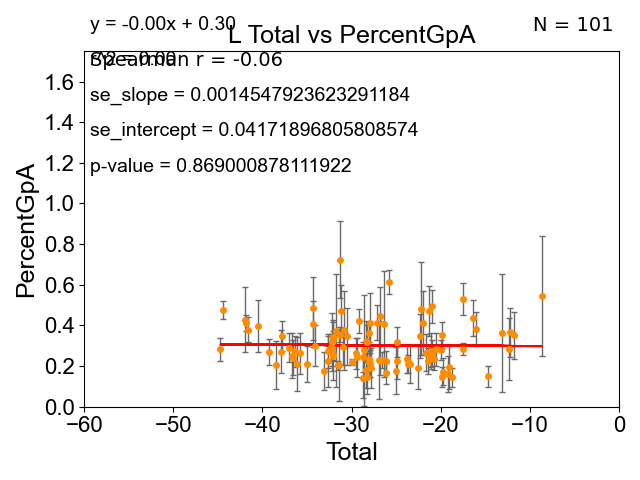 y = -0.00x + 0.30
N = 101
L Total vs PercentGpA
Spearman r = -0.06
se_slope = 0.0014547923623291184
se_intercept = 0.04171896805808574
p-value = 0.869000878111922
1.6
1.4
1.2
1.0
0.8
0.6
0.4
0.2
0.0
PercentGpA
−60
−50
−40
−30
−20
−10
0
Total